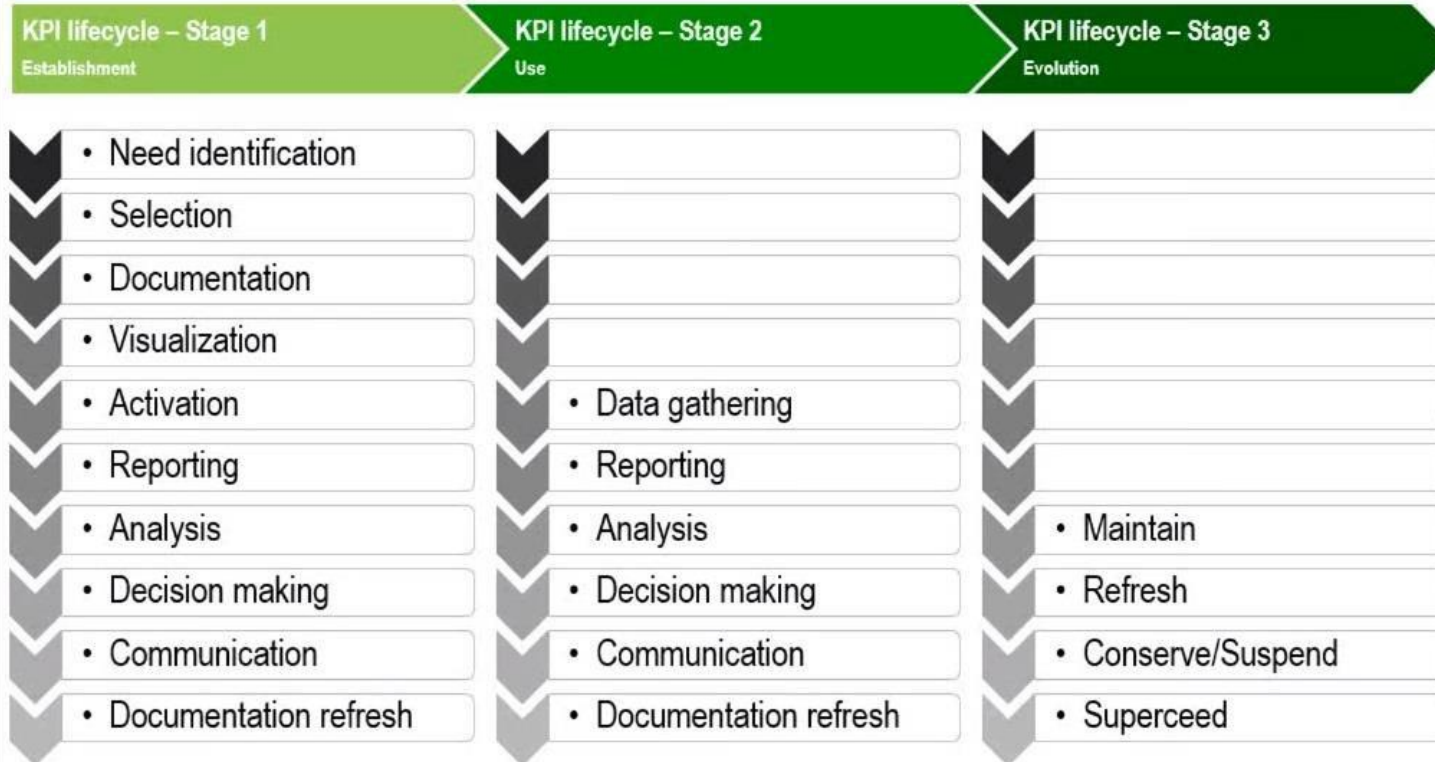 KPI lifecycle – Stage 1
Establishment
• Need identification
• Selection
• Documentation
• Visualization
• Activation
• Reporting
• Analysis
• Decision making
• Communication
• Documentation refresh
KPI lifecycle – Stage 2
Use
• Data gathering
• Reporting
• Analysis
• Decision making
• Communication
• Documentation refresh
KPI lifecycle – Stage 3
Evolution
• Maintain
• Refresh
• Conserve/Suspend
• Superceed